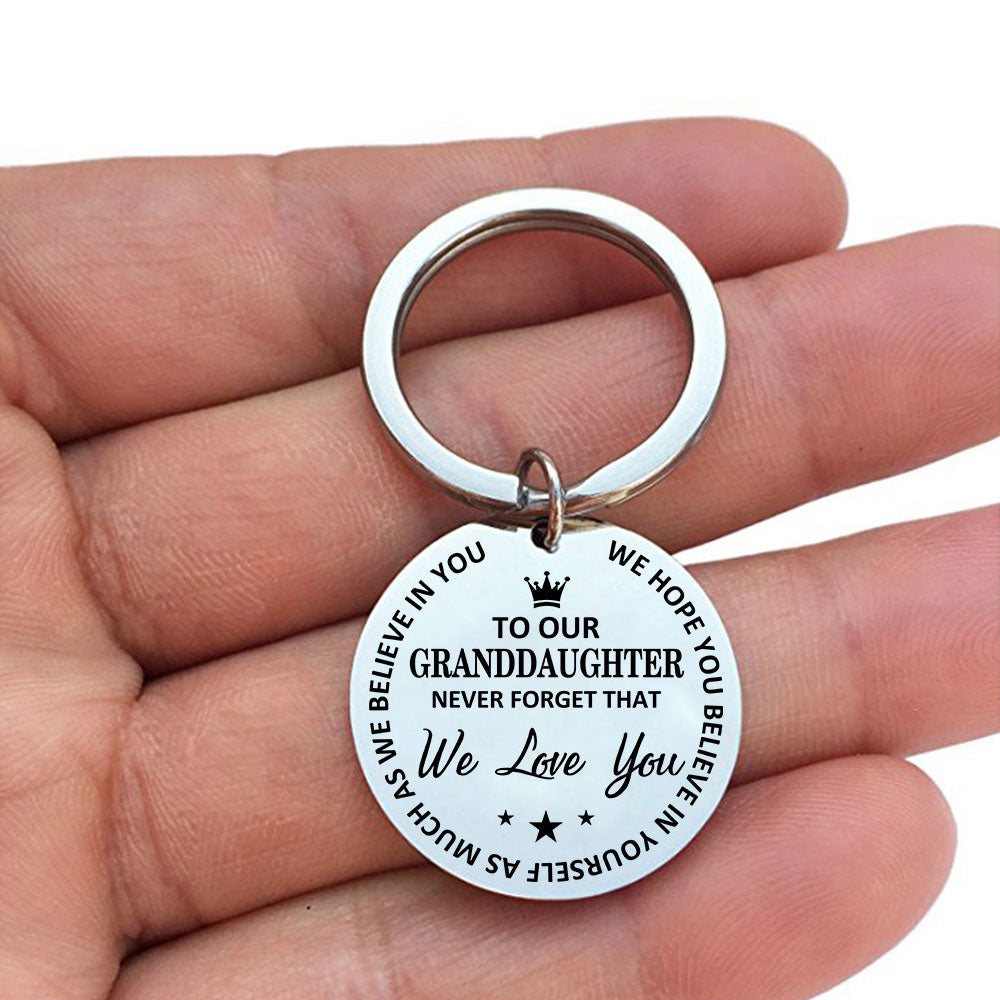 TO OUR
GRANDDAUGHTER
NEVER FORGET THAT
We Love You
WE HOPE YOU BELIEVE IN YOURSELF AS MUCH AS WE BELIEVE IN YOU